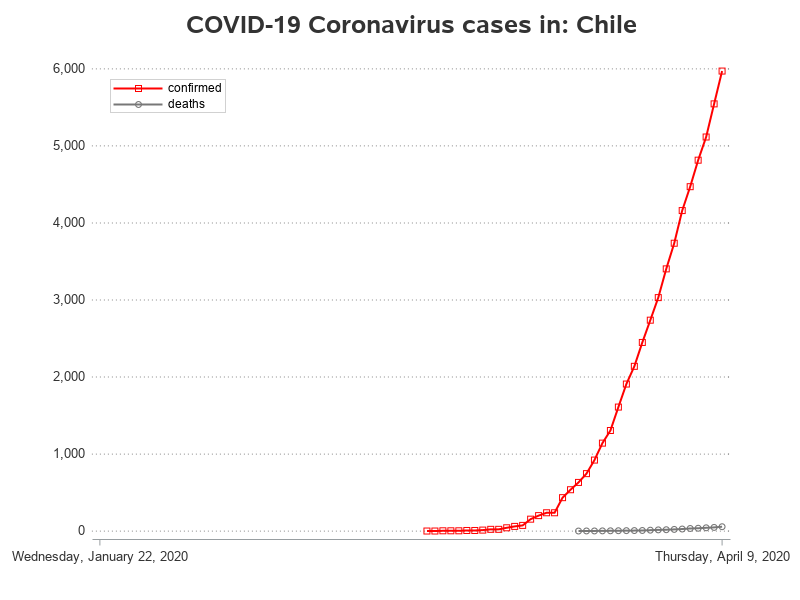 COVID-19 Coronavirus cases in: Chile
6,000
confirmed
deaths
5,000
4,000
3,000
2,000
1,000
0
Wednesday, January 22, 2020
Thursday, April 9, 2020